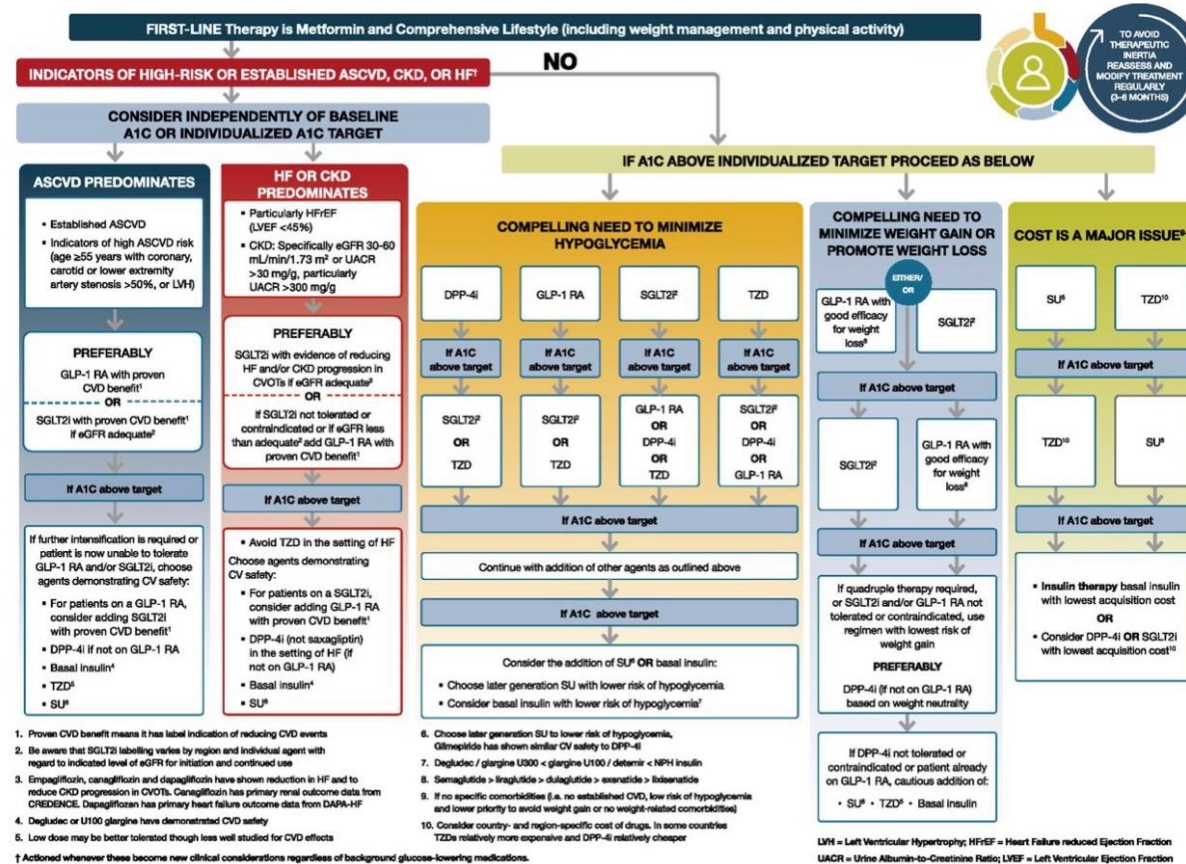 FIRST-LINE Therapy is Metformin and Comprehensive Lifestyle (including weight management and physical activity)
TO AVOID
THERAPEUTIC
INERTIA
REASSESS AND
MODIFY TREATMENT
REGULARLY
(3–6 MONTHS)
INDICATORS OF HIGH-RISK OR ESTABLISHED ASCVD, CKD, OR HF†
NO
CONSIDER INDEPENDENTLY OF BASELINE
A1C OR INDIVIDUALIZED A1C TARGET
IF A1C ABOVE INDIVIDUALIZED TARGET PROCEED AS BELOW
ASCVD PREDOMINATES
▪ Established ASCVD
▪ Indicators of high ASCVD risk
(age ≥55 years with coronary,
carotid or lower extremity
artery stenosis >50%, or LVH)
PREFERABLY
GLP-1 RA with proven
CVD benefit¹
OR
SGLT2i with proven CVD benefit¹
if eGFR adequate²
If A1C above target
If further intensification is required or
patient is now unable to tolerate
GLP-1 RA and/or SGLT2i, choose
agents demonstrating CV safety:
▪ For patients on a GLP-1 RA,
consider adding SGLT2i
with proven CVD benefit¹
▪ DPP-4i if not on GLP-1 RA
▪ Basal insulin⁴
▪ TZD⁵
▪ SU⁶
HF OR CKD
PREDOMINATES
▪ Particularly HFrEF
(LVEF <45%)
▪ CKD: Specifically eGFR 30-60
mL/min/1.73 m² or UACR
>30 mg/g, particularly
UACR >300 mg/g
PREFERABLY
SGLT2i with evidence of reducing
HF and/or CKD progression in
CVOTs if eGFR adequate³
OR
If SGLT2i not tolerated or
contraindicated or if eGFR less
than adequate² add GLP-1 RA with
proven CVD benefit¹
If A1C above target
▪ Avoid TZD in the setting of HF
Choose agents demonstrating
CV safety:
▪ For patients on a SGLT2i,
consider adding GLP-1 RA
with proven CVD benefit¹
▪ DPP-4i (not saxagliptin)
in the setting of HF (if
not on GLP-1 RA)
▪ Basal insulin⁴
▪ SU⁶
COMPELLING NEED TO MINIMIZE
HYPOGLYCEMIA
DPP-4i
GLP-1 RA
SGLT2i²
TZD
If A1C
above target
If A1C
above target
If A1C
above target
If A1C
above target
SGLT2i²
OR
TZD
SGLT2i²
OR
TZD
GLP-1 RA
OR
DPP-4i
OR
TZD
SGLT2i²
OR
DPP-4i
OR
GLP-1 RA
If A1C above target
Continue with addition of other agents as outlined above
If A1C above target
Consider the addition of SU⁶ OR basal insulin:
▪ Choose later generation SU with lower risk of hypoglycemia
▪ Consider basal insulin with lower risk of hypoglycemia⁷
COMPELLING NEED TO
MINIMIZE WEIGHT GAIN OR
PROMOTE WEIGHT LOSS
EITHER/
OR
GLP-1 RA with
good efficacy
for weight
loss⁸
SGLT2i²
If A1C above target
SGLT2i²
GLP-1 RA with
good efficacy
for weight
loss⁸
If A1C above target
If quadruple therapy required,
or SGLT2i and/or GLP-1 RA not
tolerated or contraindicated, use
regimen with lowest risk of
weight gain
PREFERABLY
DPP-4i (if not on GLP-1 RA)
based on weight neutrality
If DPP-4i not tolerated or
contraindicated or patient already
on GLP-1 RA, cautious addition of:
▪ SU⁶ ▪ TZD⁵ ▪ Basal insulin
COST IS A MAJOR ISSUE⁹
SU⁶
TZD¹⁰
If A1C above target
TZD¹⁰
SU⁶
If A1C above target
▪ Insulin therapy basal insulin
with lowest acquisition cost
OR
▪ Consider DPP-4i OR SGLT2i
with lowest acquisition cost¹⁰
1. Proven CVD benefit means it has label indication of reducing CVD events
2. Be aware that SGLT2i labelling varies by region and individual agent with
regard to indicated level of eGFR for initiation and continued use
3. Empagliflozin, canagliflozin and dapagliflozin have shown reduction in HF and to
reduce CKD progression in CVOTs. Canagliflozin has primary renal outcome data from
CREDENCE. Dapagliflozen has primary heart failure outcome data from DAPA-HF
4. Degludec or U100 glargine have demonstrated CVD safety
5. Low dose may be better tolerated though less well studied for CVD effects
6. Choose later generation SU to lower risk of hypoglycemia,
Glimepiride has shown similar CV safety to DPP-4i
7. Degludec / glargine U300 < glargine U100 / detemir < NPH insulin
8. Semaglutide > liraglutide > dulaglutide > exenatide > lixisenatide
9. If no specific comorbidities (i.e. no established CVD, low risk of hypoglycemia
and lower priority to avoid weight gain or no weight-related comorbidities)
10. Consider country- and region-specific cost of drugs. In some countries
TZDs relatively more expensive and DPP-4i relatively cheaper
† Actioned whenever these become new clinical considerations regardless of background glucose-lowering medications.
LVH = Left Ventricular Hypertrophy; HFrEF = Heart Failure reduced Ejection Fraction
UACR = Urine Albumin-to-Creatinine Ratio; LVEF = Left Ventricular Ejection Fraction